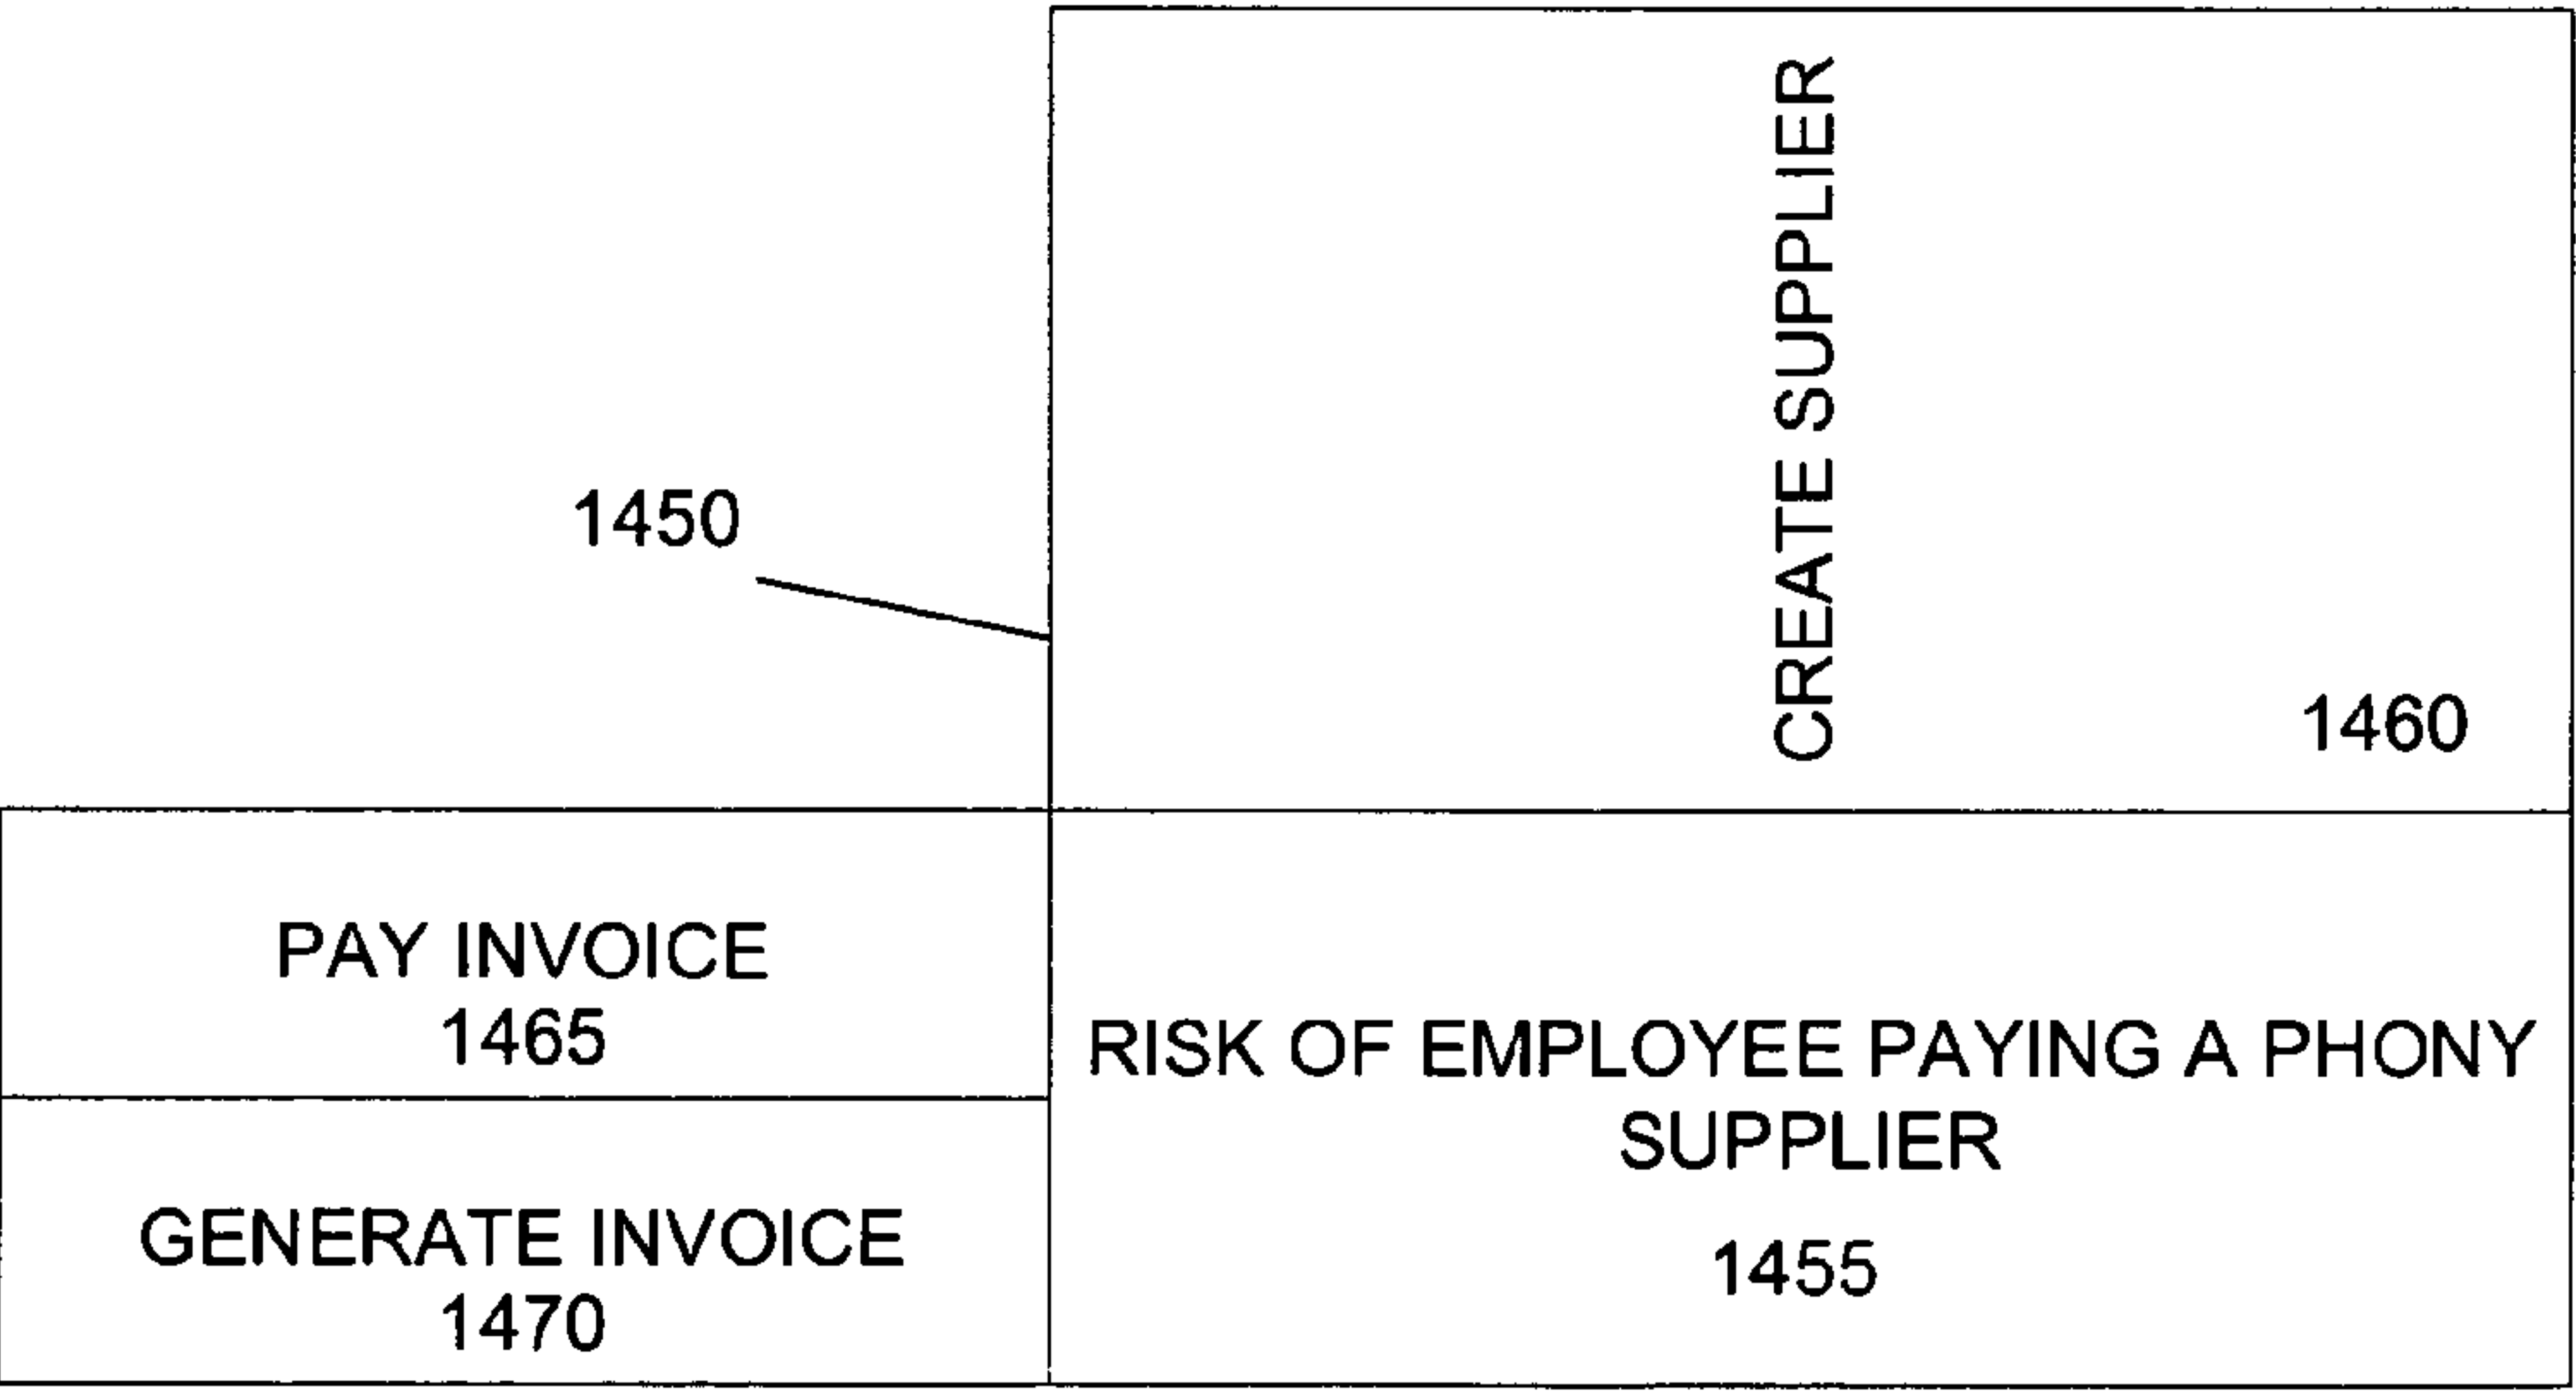 CREATE SUPPLIER
1450
1460
PAY INVOICE
1465
GENERATE INVOICE
1470
RISK OF EMPLOYEE PAYING A PHONY
SUPPLIER
1455